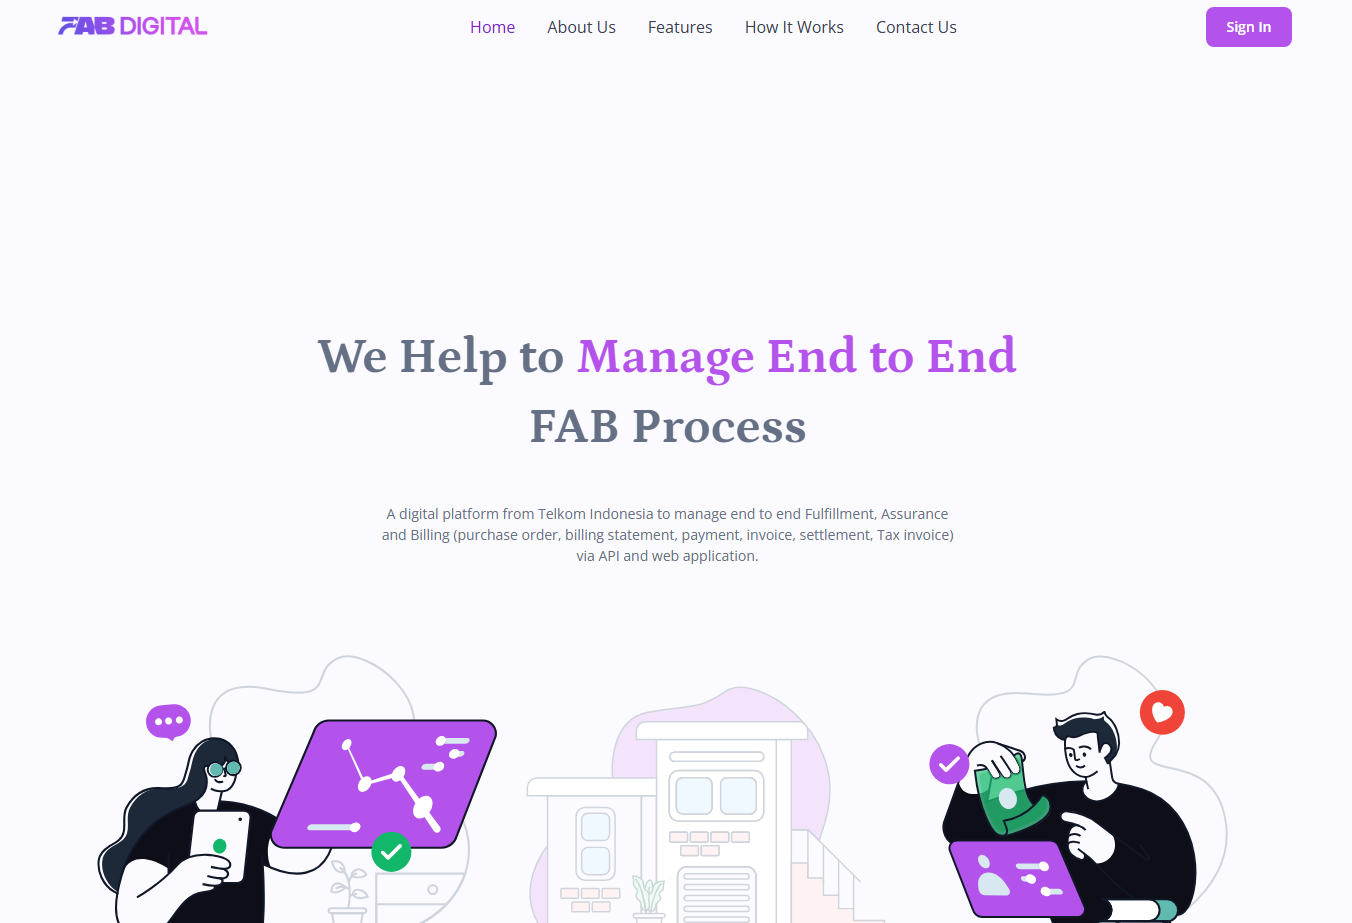 FAB DIGITAL
Home
About Us
Features
How It Works
Contact Us
Sign In
We Help to Manage End to End
FAB Process
A digital platform from Telkom Indonesia to manage end to end Fulfillment, Assurance
and Billing (purchase order, billing statement, payment, invoice, settlement, Tax invoice)
via API and web application.